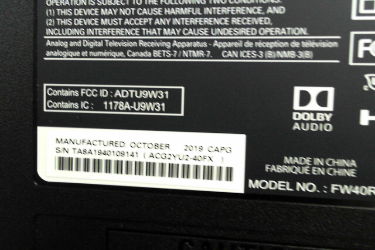 OPERATION IS SUBJECT TO THE FOLLOWING TWO CONDITIONS:
(1) THIS DEVICE MAY NOT CAUSE HARMFUL INTERFERENCE, AND
(2) THIS DEVICE MUST ACCEPT ANY INTERFERENCE RECEIVED,
INCLUDING INTERFERENCE THAT MAY CAUSE UNDESIRED OPERATION.
Analog and Digital Television Receiving Apparatus - Appareil de réception de télévision
analogique et numérique, Canada BETS-7 / NTMR-7. CAN ICES-3 (B)/NMB-3(B)
Contains FCC ID : ADTU9W31
Contains IC : 1178A-U9W31
DOLBY
AUDIO
MANUFACTURED OCTOBER 2019 CAPG
S/N TA8A1940109141 ( ACG2YU2-40FX )
MADE IN CHINA
FABRIQUÉ EN CHINE
MODEL NO. : FW40R